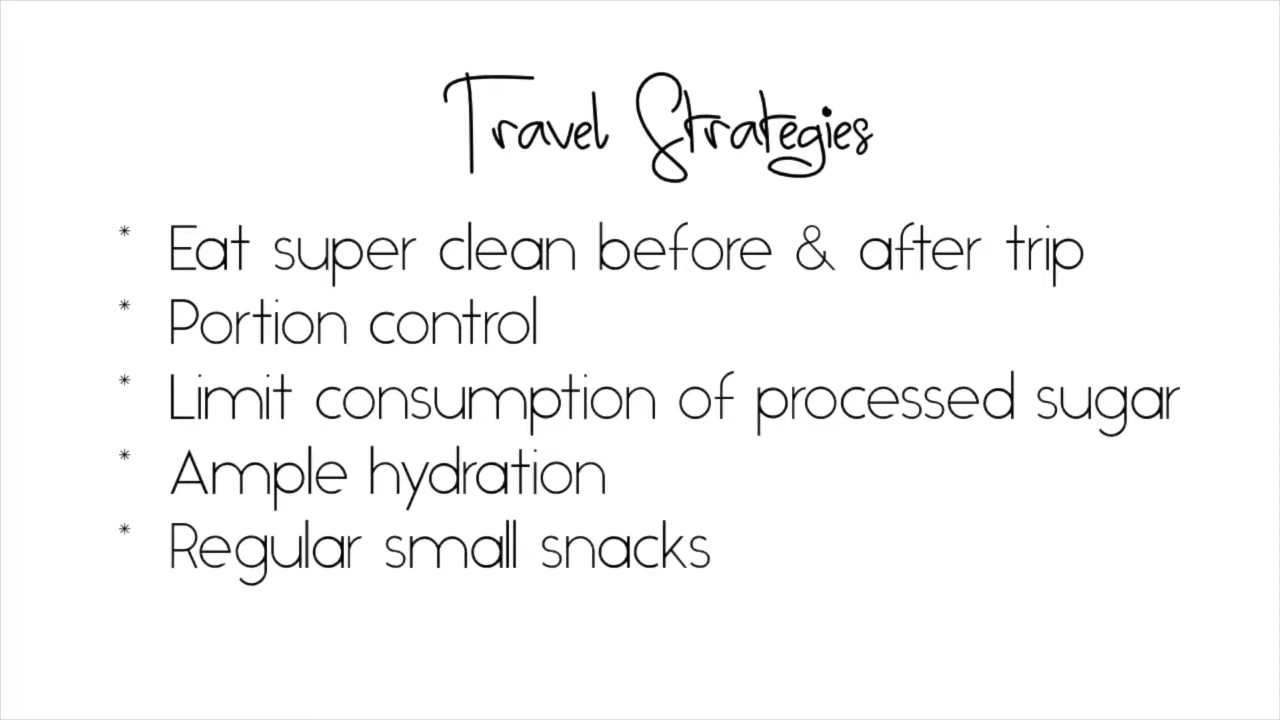 Travel Strategies
* Eat super clean before & after trip
* Portion control
* Limit consumption of processed sugar
* Ample hydration
* Regular small snacks